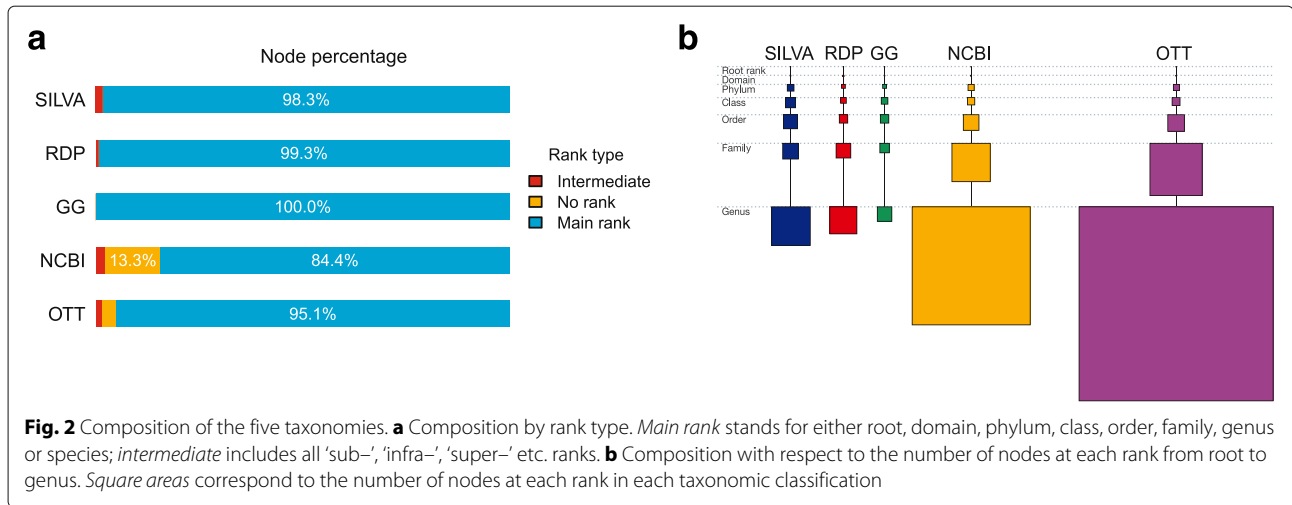 a
Node percentage
SILVA
98.3%
RDP
99.3%
GG
100.0%
NCBI
13.3%
84.4%
OTT
95.1%
Rank type
Intermediate
No rank
Main rank
b
SILVA RDP GG NCBI OTT
Root rank
Domain
Phylum
Class
Order
Family
Genus
Fig. 2 Composition of the five taxonomies. a Composition by rank type. Main rank stands for either root, domain, phylum, class, order, family, genus
or species; intermediate includes all ‘sub–’, ‘infra–’, ‘super–’ etc. ranks. b Composition with respect to the number of nodes at each rank from root to
genus. Square areas correspond to the number of nodes at each rank in each taxonomic classification